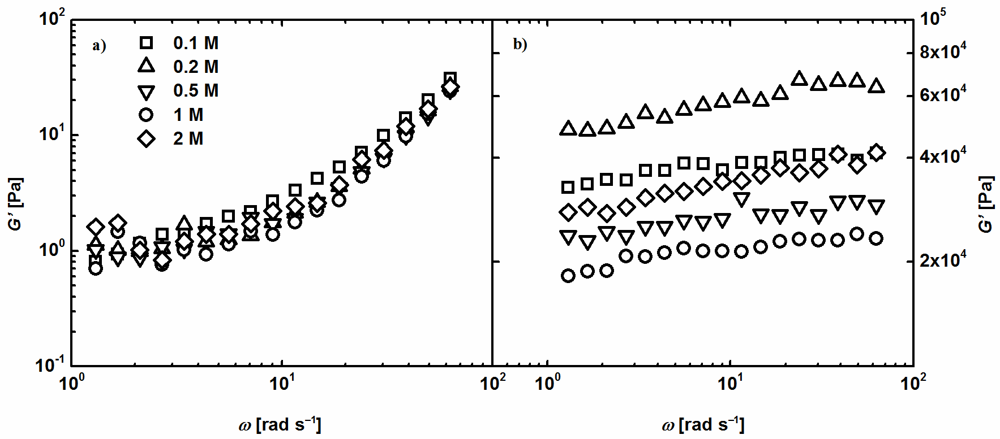 a)
0.1 M
0.2 M
0.5 M
1 M
2 M
10²
10¹
10⁰
10⁻¹
G’ [Pa]
10⁰ 10¹ 10²
ω [rad s⁻¹]
b)
10⁵
8x10⁴
6x10⁴
4x10⁴
2x10⁴
G’ [Pa]
10⁰ 10¹ 10²
ω [rad s⁻¹]